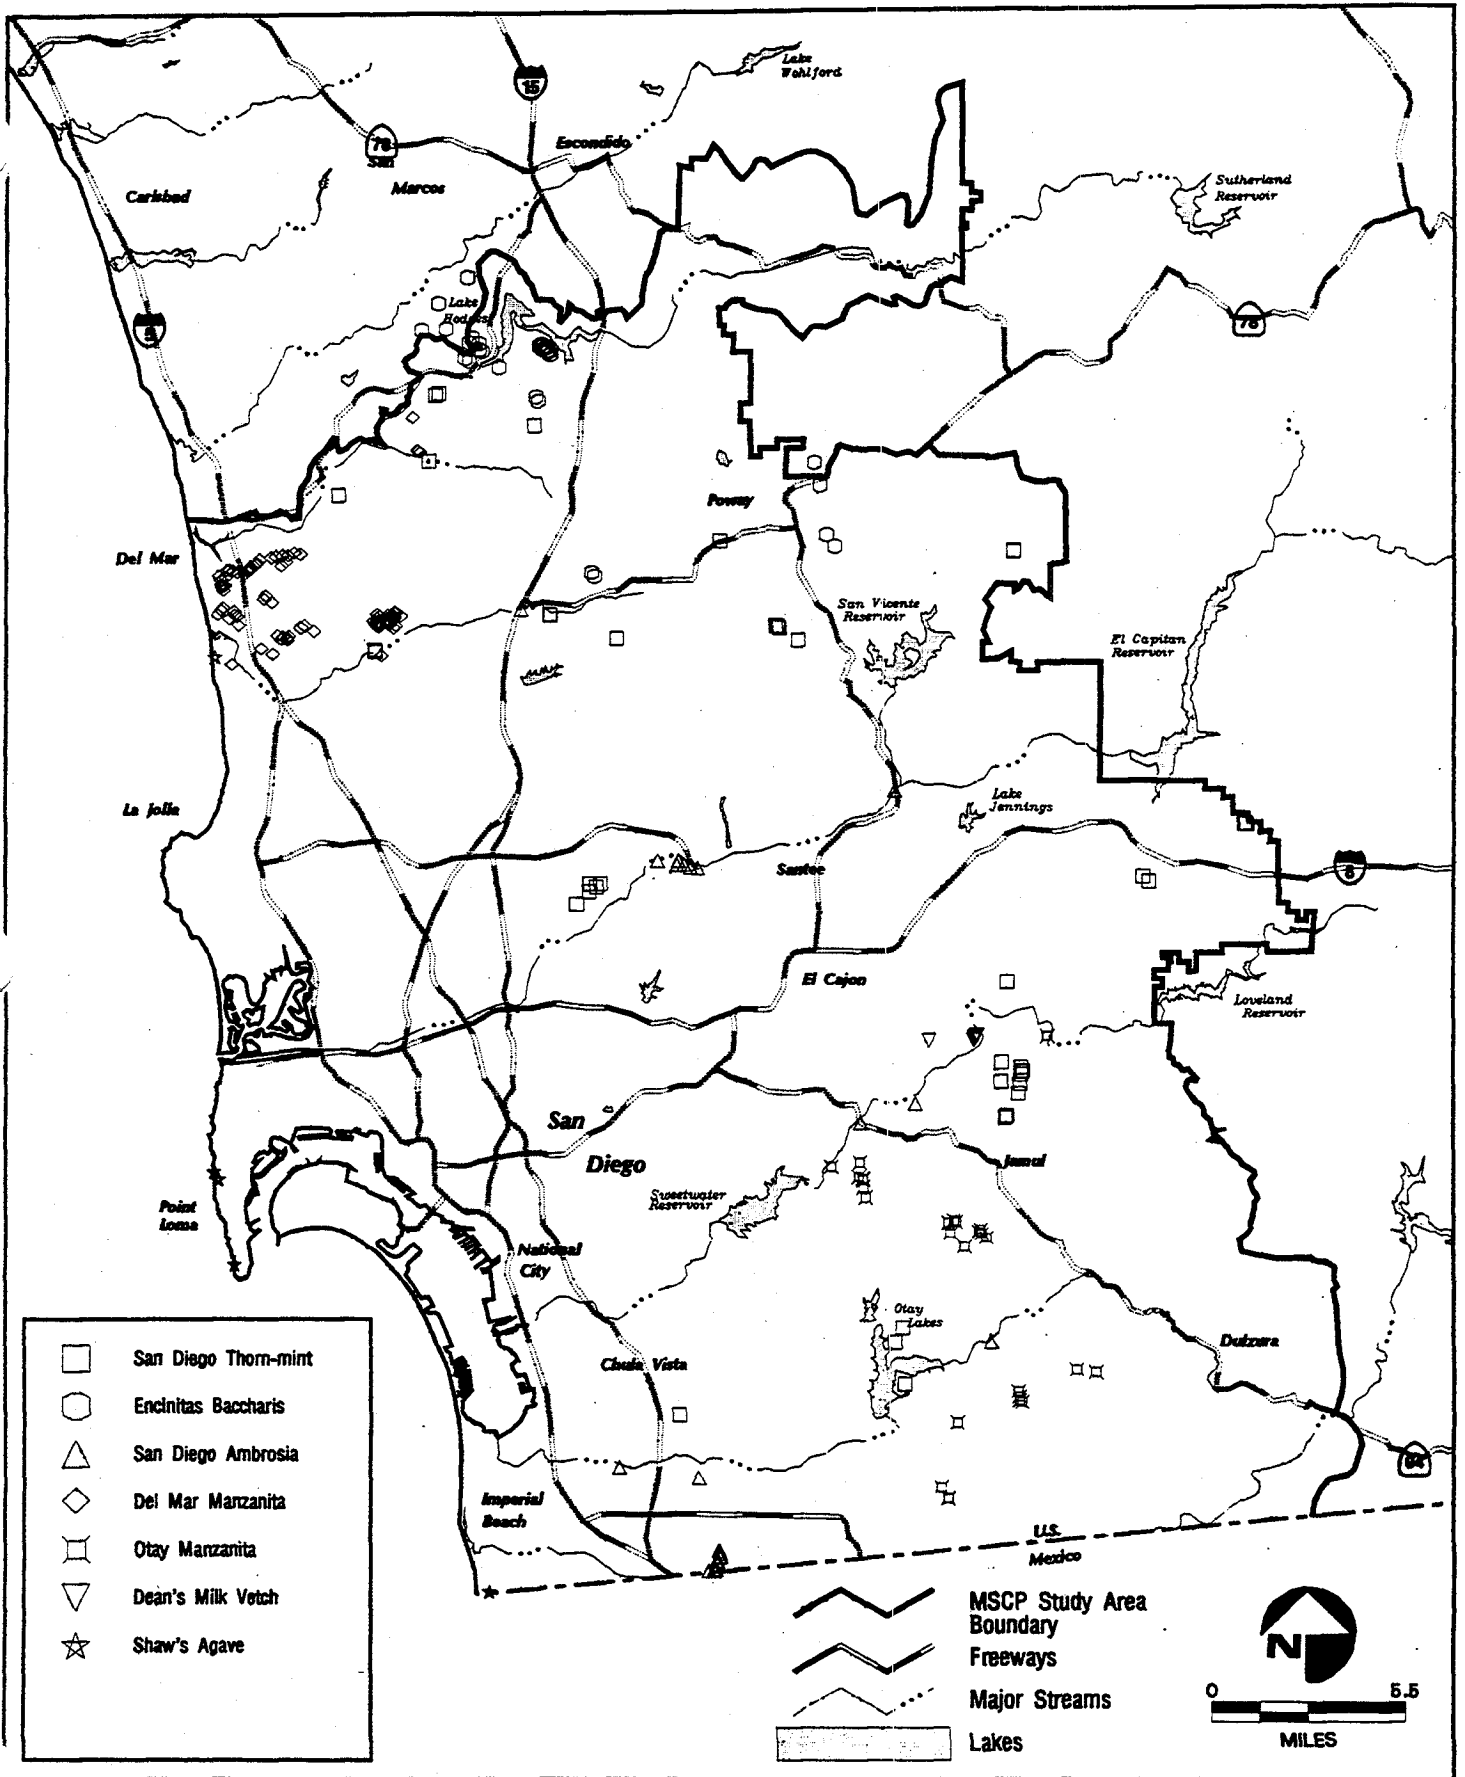 Lake
Wohlford
15
78
Escondido
San
Marcos
Carlsbad
Sutherland
Reservoir
Lake
Hodges
5
78
Poway
Del Mar
San Vicente
Reservoir
El Capitan
Reservoir
La Jolla
Lake
Jennings
Santee
8
El Cajon
Loveland
Reservoir
San
Diego
Jamul
Sweetwater
Reservoir
Point
Loma
National
City
Otay
Lakes
Dulzura
Chula Vista
94
Imperial
Beach
U.S.
Mexico
San Diego Thorn-mint
Encinitas Baccharis
San Diego Ambrosia
Del Mar Manzanita
Otay Manzanita
Dean's Milk Vetch
Shaw's Agave
MSCP Study Area
Boundary
Freeways
Major Streams
Lakes
N
0 5.5
MILES